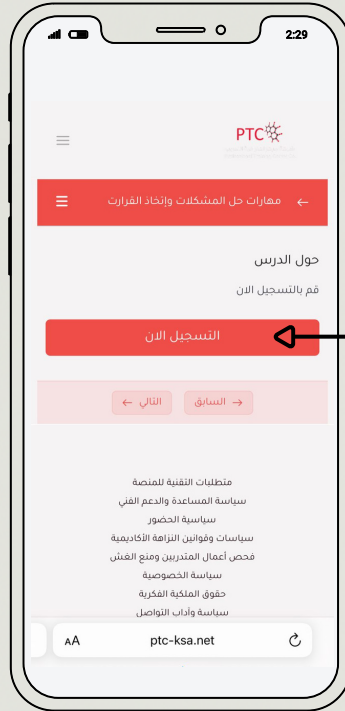 2:29
PTC
مهارات حل المشكلات وإتخاذ القرارت
حول الدرس
قم بالتسجيل الان
التسجيل الان
السابق
التالي
متطلبات التقنية للمنصة
سياسة المساعدة والدعم الفني
سياسية الحضور
سياسات وقوانين النزاهة الأكاديمية
فحص أعمال المتدربين ومنع الغش
سياسة الخصوصية
حقوق الملكية الفكرية
سياسة وآداب التواصل
AA ptc-ksa.net